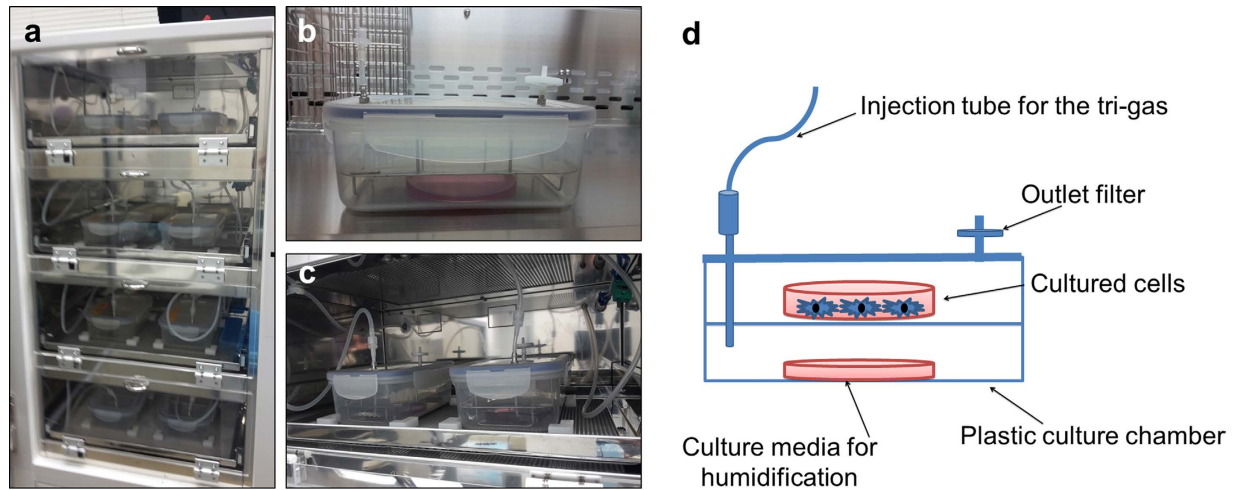 a
b
c
d
Injection tube for the tri-gas
Outlet filter
Cultured cells
Culture media for
humidification
Plastic culture chamber